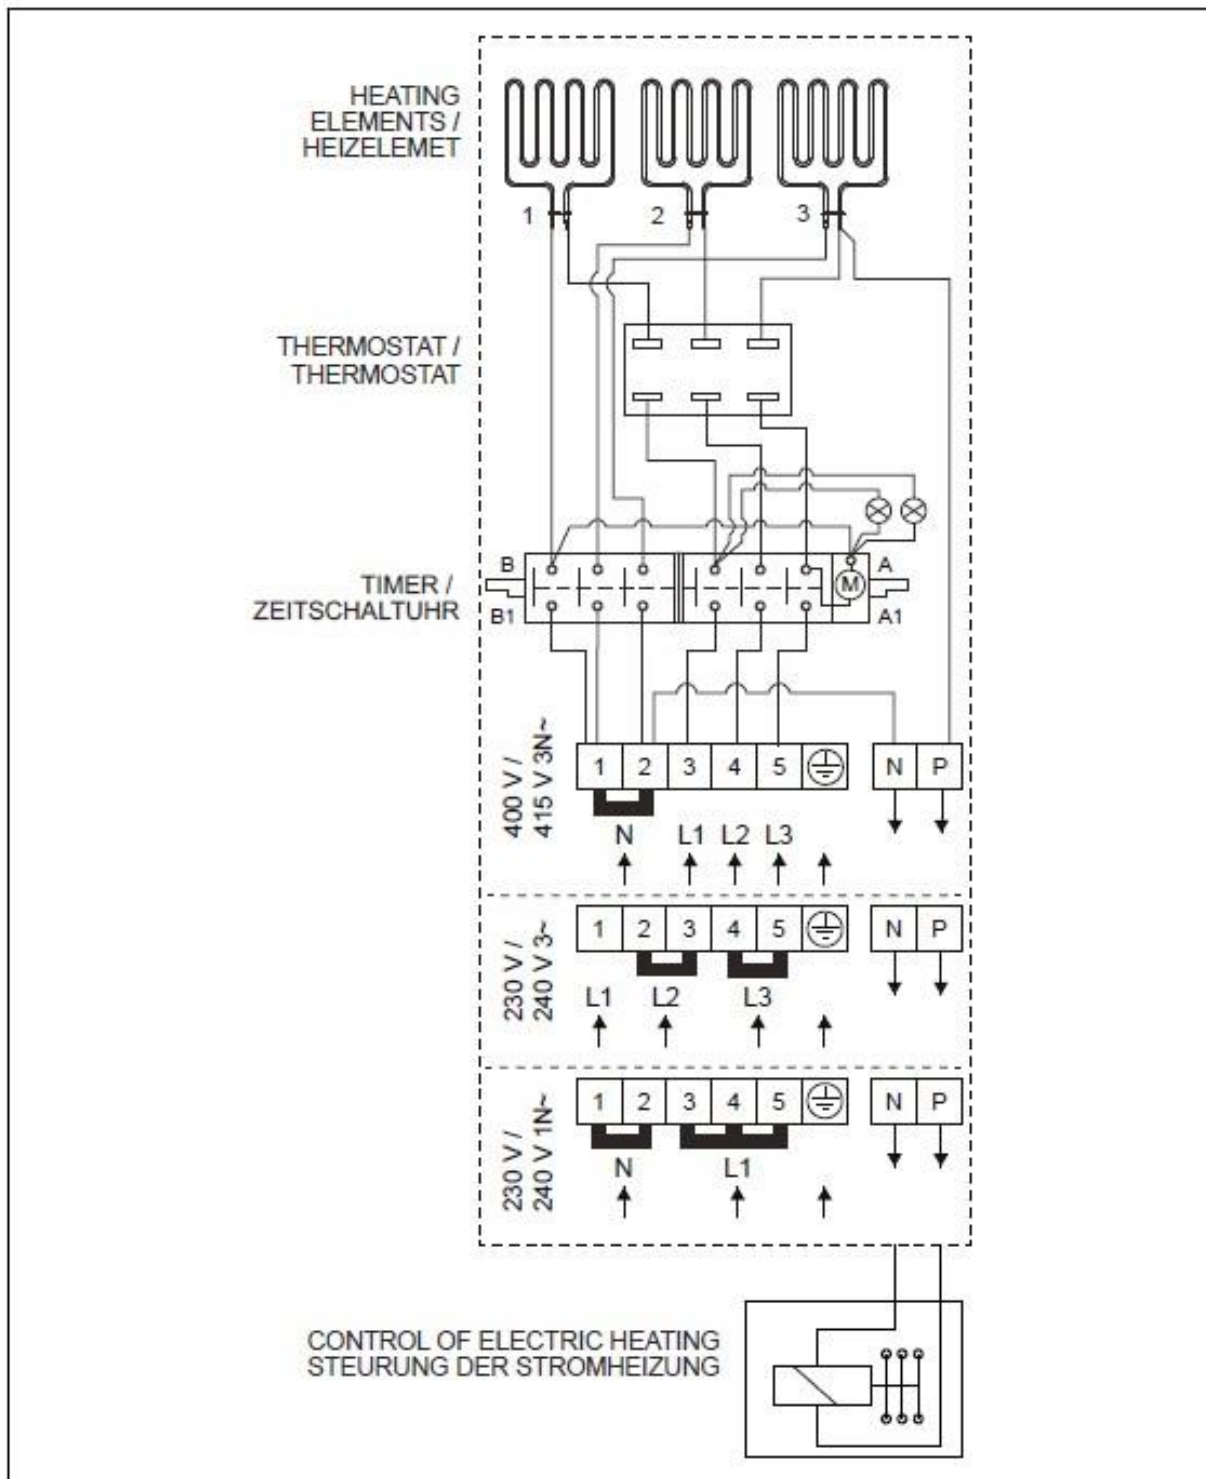 HEATING
ELEMENTS /
HEIZELEMET
1
2
3
THERMOSTAT /
THERMOSTAT
TIMER /
ZEITSCHALTUHR
B
B1
M
A
A1
400 V /
415 V 3N~
1 2 3 4 5 N P
N L1 L2 L3
230 V /
240 V 3~
1 2 3 4 5 N P
L1 L2 L3
230 V /
240 V 1N~
1 2 3 4 5 N P
N L1
CONTROL OF ELECTRIC HEATING
STEURUNG DER STROMHEIZUNG